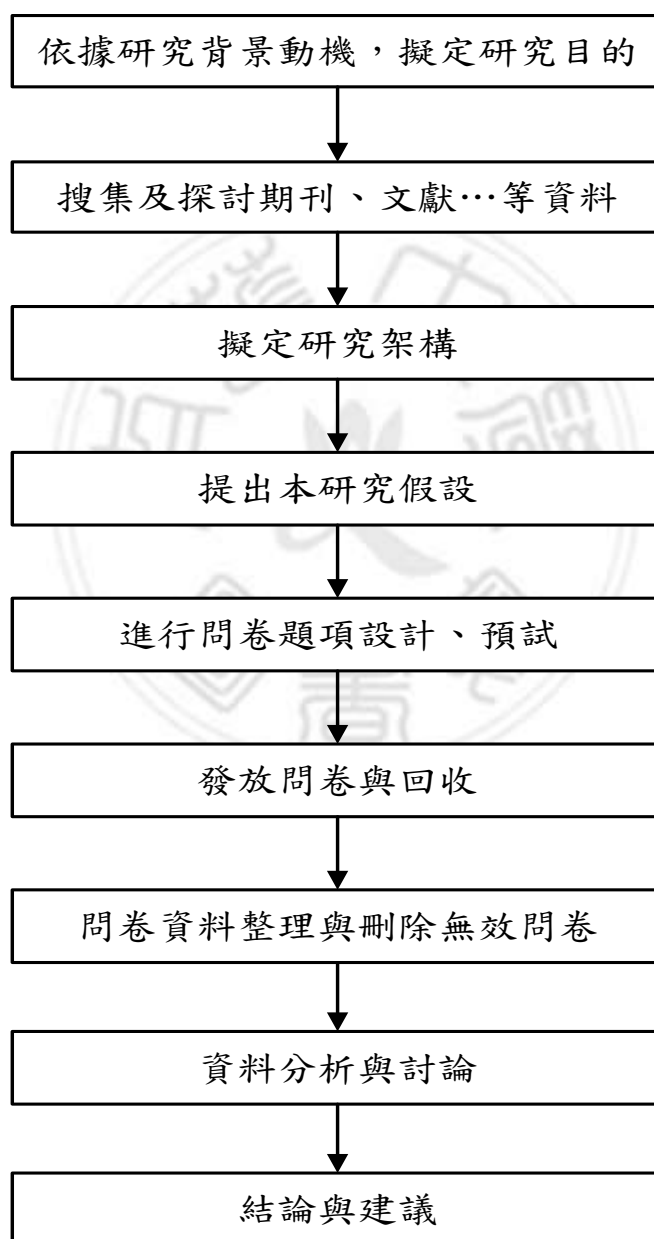 依據研究背景動機，擬定研究目的
搜集及探討期刊、文獻…等資料
擬定研究架構
提出本研究假設
進行問卷題項設計、預試
發放問卷與回收
問卷資料整理與刪除無效問卷
資料分析與討論
結論與建議